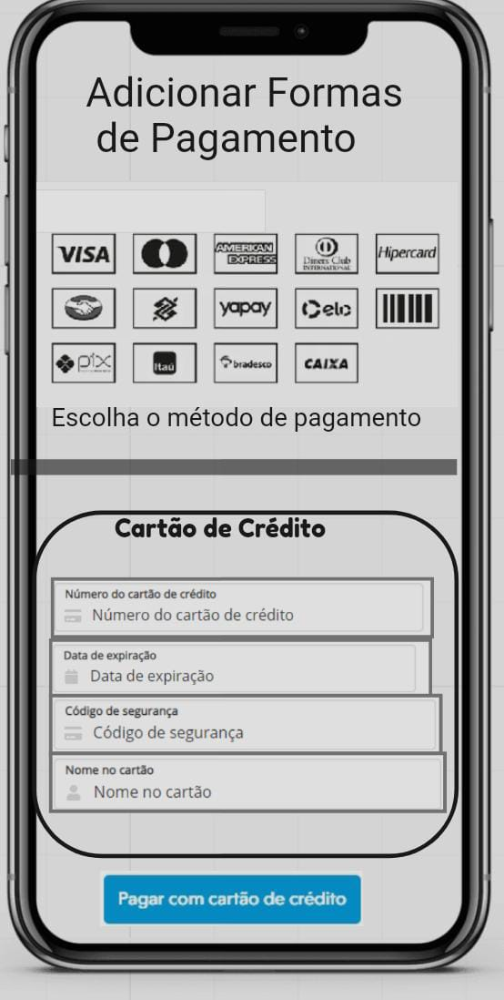 Adicionar Formas
de Pagamento
VISA
AMERICAN EXPRESS
Diners Club INTERNATIONAL
Hipercard
yapay
elo
pix
Itaú
bradesco
CAIXA
Escolha o método de pagamento
Cartão de Crédito
Número do cartão de crédito
Número do cartão de crédito
Data de expiração
Data de expiração
Código de segurança
Código de segurança
Nome no cartão
Nome no cartão
Pagar com cartão de crédito